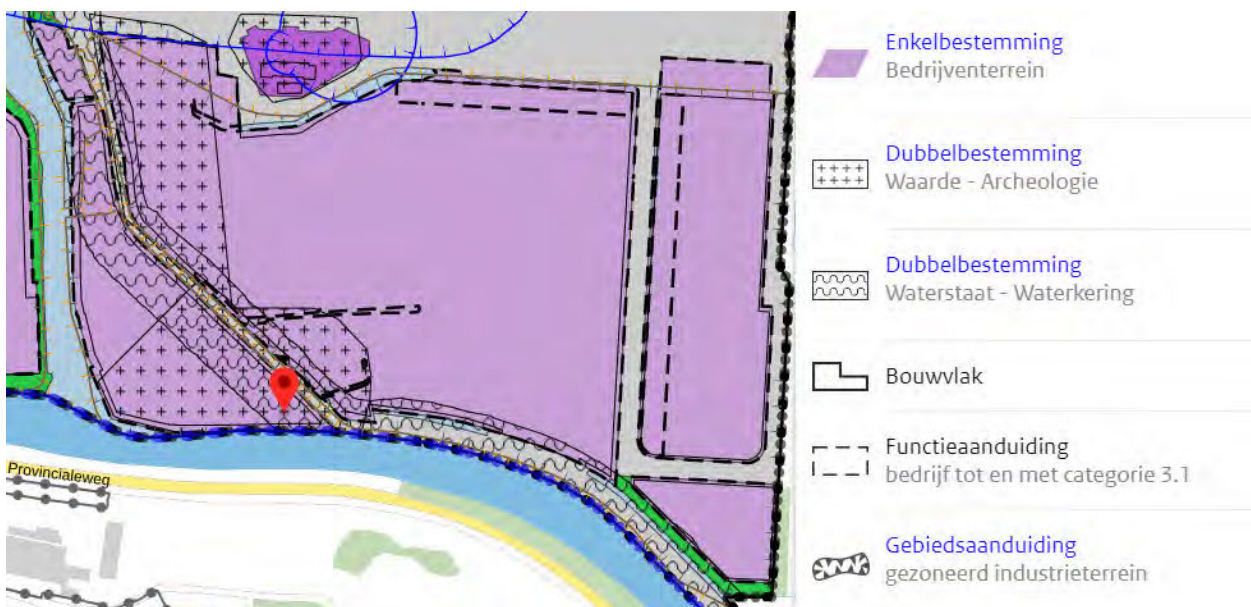 Provincialeweg
Enkelbestemming
Bedrijventerrein
Dubbelbestemming
Waarde - Archeologie
Dubbelbestemming
Waterstaat - Waterkering
Bouwvlak
Functieaanduiding
bedrijf tot en met categorie 3.1
Gebiedsaanduiding
gezoneerd industrieterrein